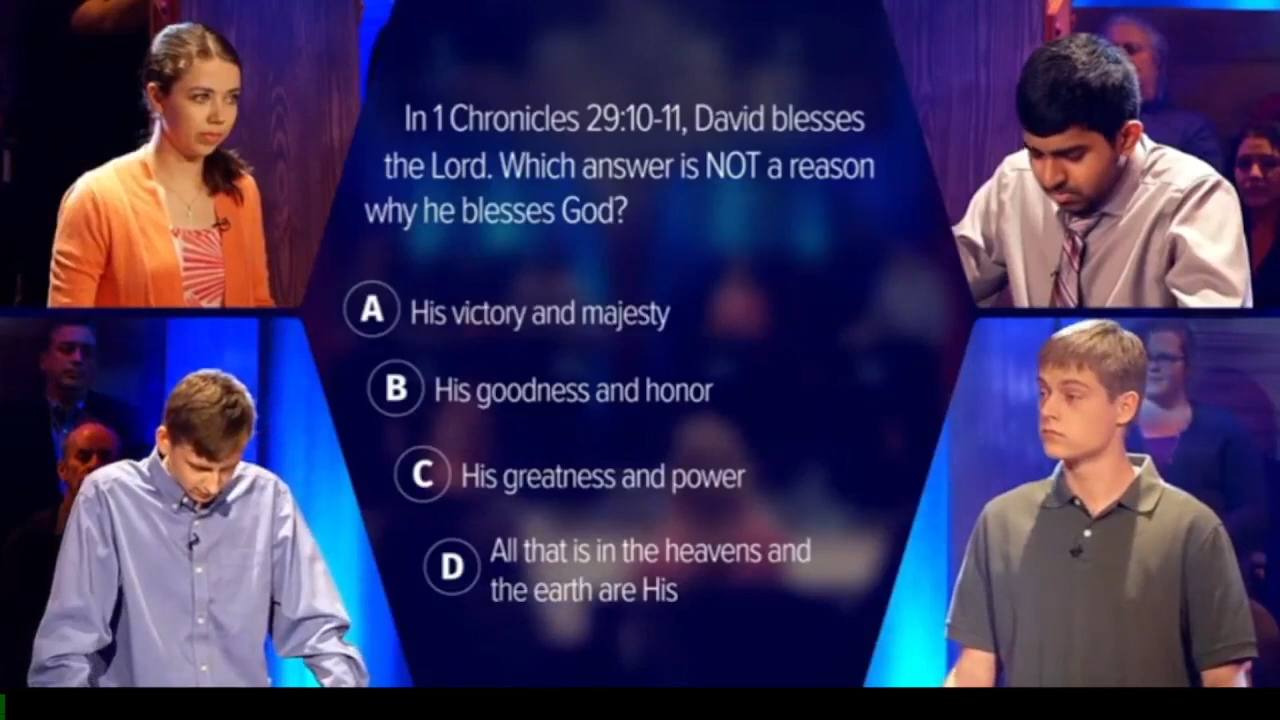 In 1 Chronicles 29:10-11, David blesses
the Lord. Which answer is NOT a reason
why he blesses God?
A His victory and majesty
B His goodness and honor
C His greatness and power
D All that is in the heavens and
the earth are His